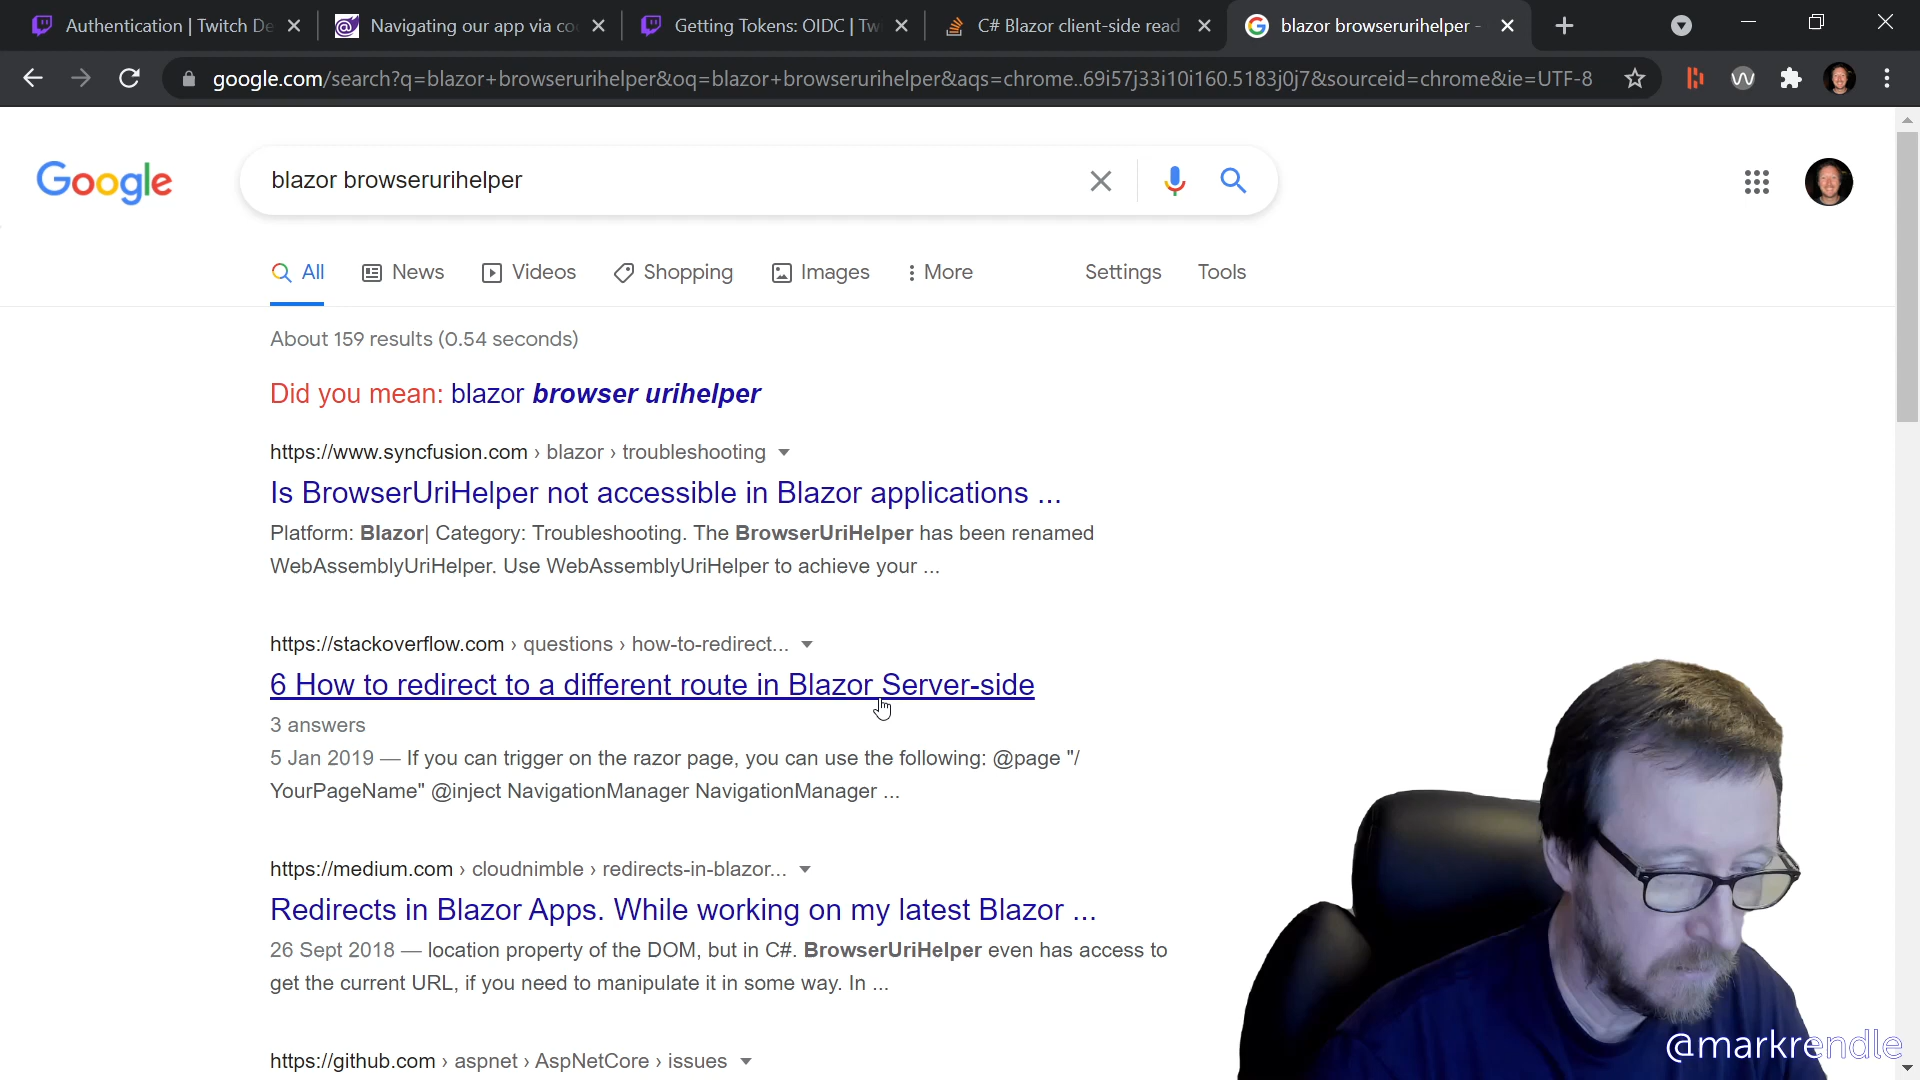 Authentication | Twitch De
Navigating our app via co
Getting Tokens: OIDC | Tw
C# Blazor client-side read
blazor browserurihelper -
google.com/search?q=blazor+browserurihelper&oq=blazor+browserurihelper&aqs=chrome..69i57j33i10i160.5183j0j7&sourceid=chrome&ie=UTF-8
Google
blazor browserurihelper
All
News
Videos
Shopping
Images
More
Settings
Tools
About 159 results (0.54 seconds)
Did you mean: blazor browser urihelper
https://www.syncfusion.com › blazor › troubleshooting
Is BrowserUriHelper not accessible in Blazor applications ...
Platform: Blazor| Category: Troubleshooting. The BrowserUriHelper has been renamed
WebAssemblyUriHelper. Use WebAssemblyUriHelper to achieve your ...
https://stackoverflow.com › questions › how-to-redirect...
6 How to redirect to a different route in Blazor Server-side
3 answers
5 Jan 2019 — If you can trigger on the razor page, you can use the following: @page "/
YourPageName" @inject NavigationManager NavigationManager ...
https://medium.com › cloudnimble › redirects-in-blazor...
Redirects in Blazor Apps. While working on my latest Blazor ...
26 Sept 2018 — location property of the DOM, but in C#. BrowserUriHelper even has access to
get the current URL, if you need to manipulate it in some way. In ...
https://github.com › aspnet › AspNetCore › issues
@markrendle